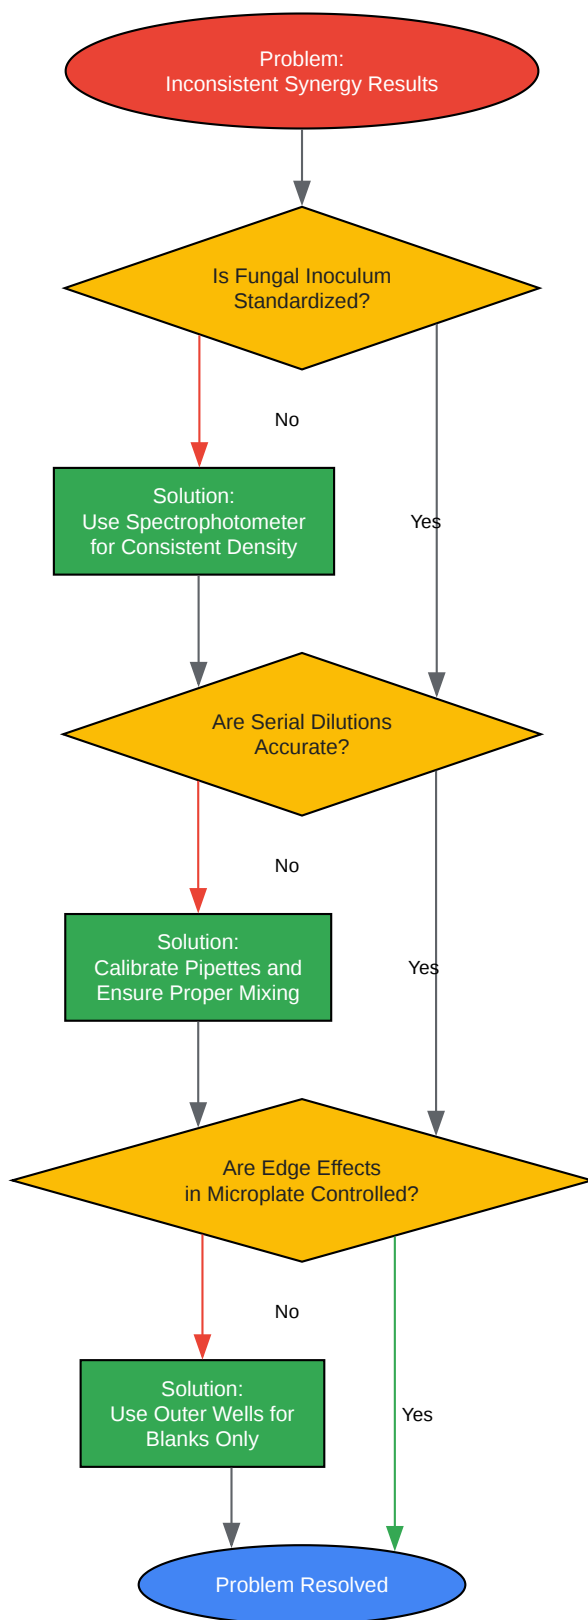 Problem:
Inconsistent Synergy Results
Is Fungal Inoculum
Standardized?
No
Solution:
Use Spectrophotometer
for Consistent Density
Yes
Are Serial Dilutions
Accurate?
No
Solution:
Calibrate Pipettes and
Ensure Proper Mixing
Yes
Are Edge Effects
in Microplate Controlled?
No
Solution:
Use Outer Wells for
Blanks Only
Yes
Problem Resolved